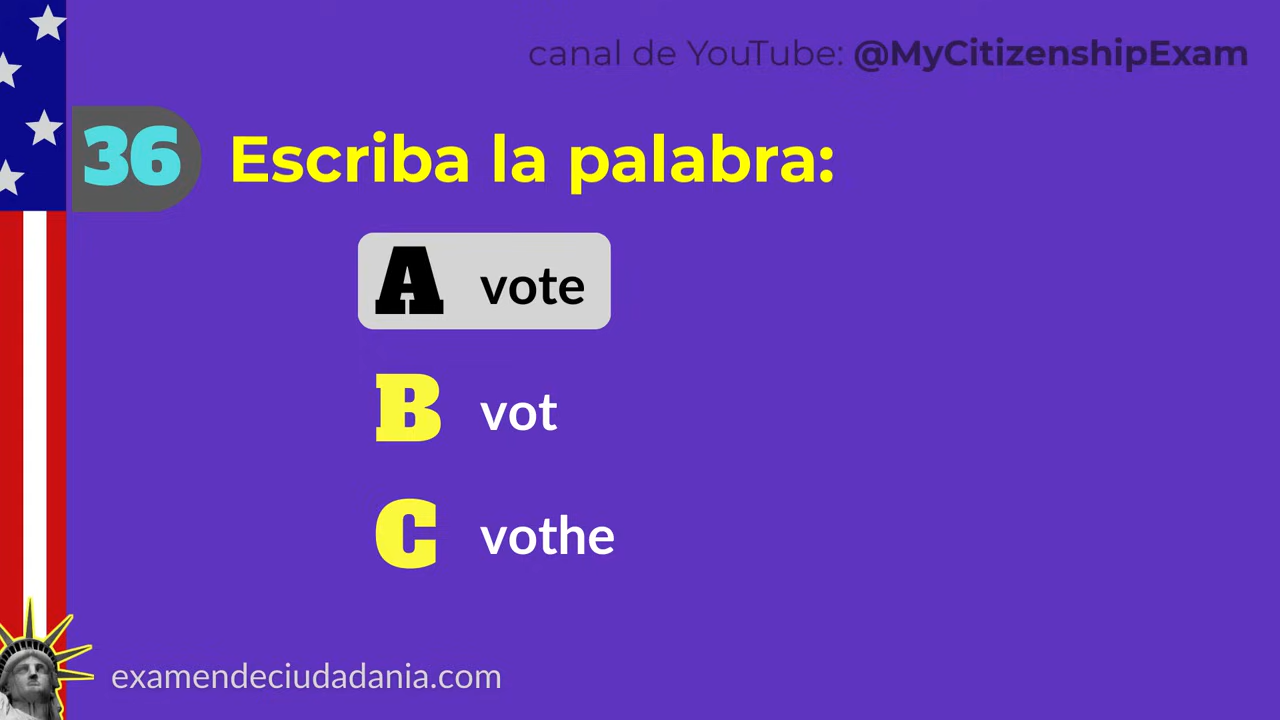 canal de YouTube: @MyCitizenshipExam
36 Escriba la palabra:
A vote
B vot
C vothe
examendeciudadania.com